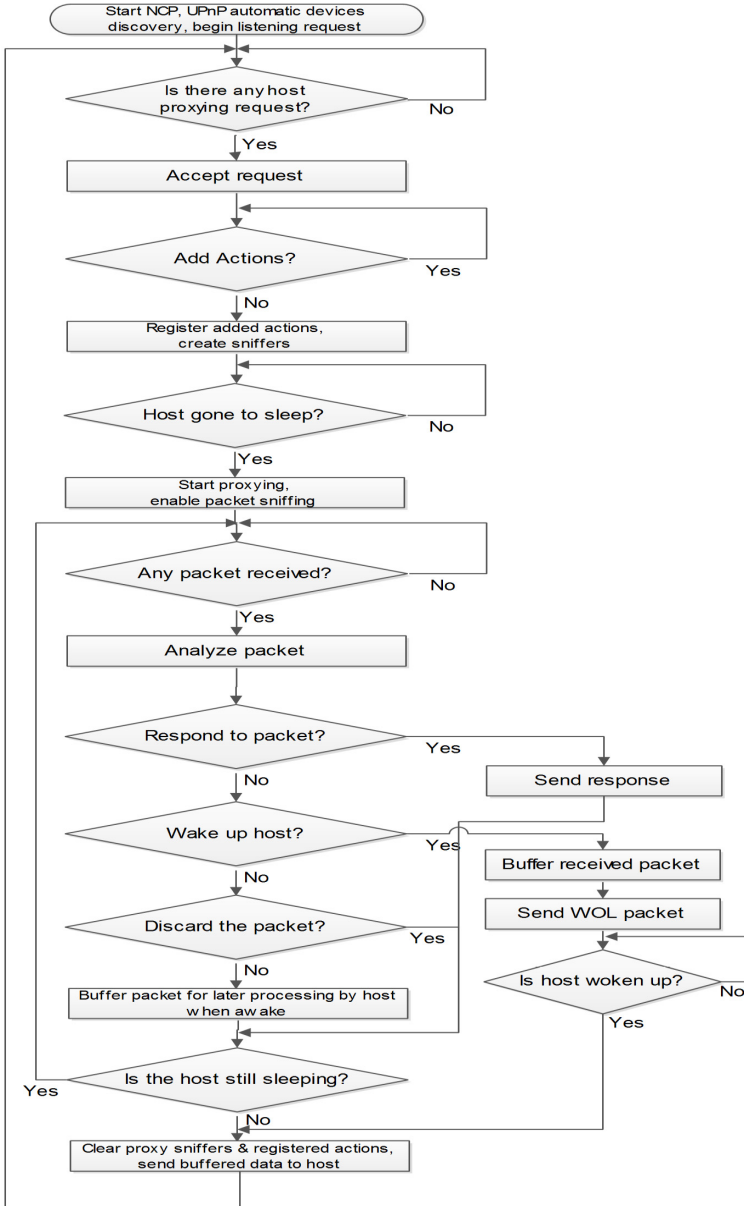 Start NCP, UPnP automatic devices
discovery, begin listening request
Is there any host
proxying request?
No
Yes
Accept request
Add Actions?
Yes
No
Register added actions,
create sniffers
Host gone to sleep?
No
Yes
Start proxying,
enable packet sniffing
Any packet received?
No
Yes
Analyze packet
Respond to packet?
Yes
No
Send response
Wake up host?
Yes
No
Buffer received packet
Send WOL packet
Discard the packet?
Yes
No
Is host woken up?
No
Yes
Buffer packet for later processing by host
when awake
Is the host still sleeping?
Yes
No
Clear proxy sniffers & registered actions,
send buffered data to host